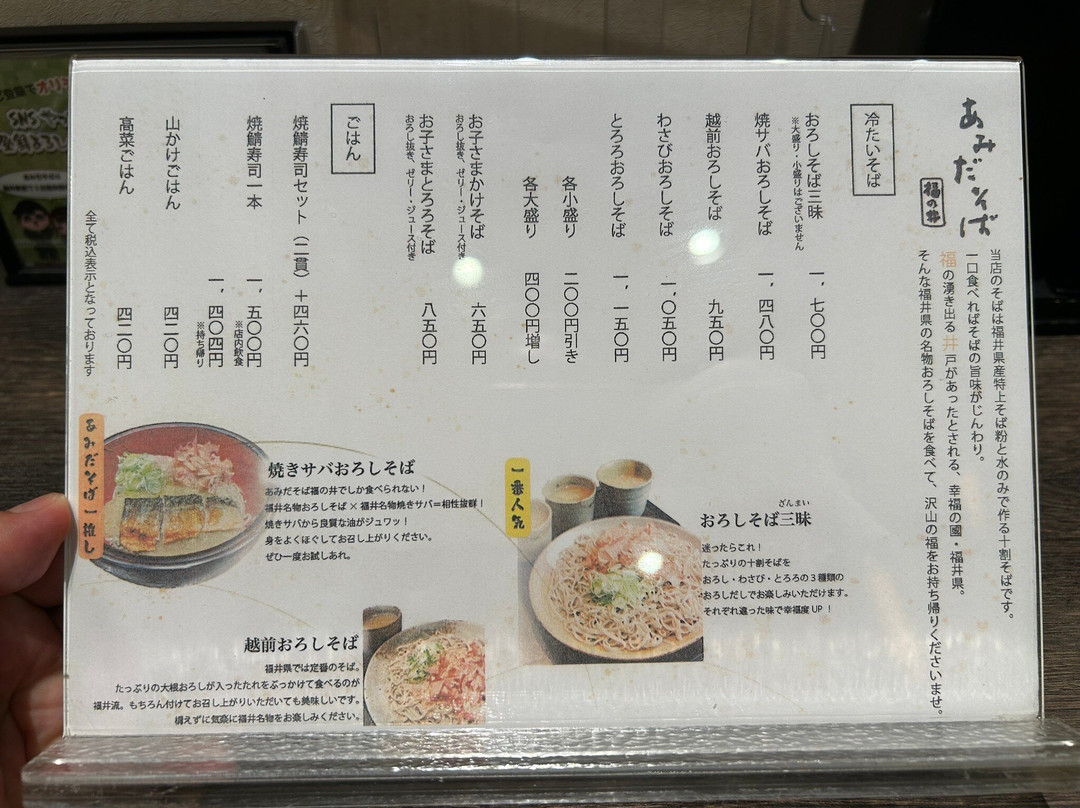 あみだそば
福の井
当店のそばは福井県産特上そば粉と水のみで作る十割そばです。
一口食べればそばの旨味がじんわり。
福の湧き出る井戸があったとされる、幸福の國・福井県。
そんな福井県の名物おろしそばを食べて、沢山の福をお持ち帰りくださいませ。
冷たいそば
おろしそば三昧 一、七〇〇円
※大盛り・小盛りはございません
焼サバおろしそば 一、四八〇円
越前おろしそば 九五〇円
わさびおろしそば 一、〇五〇円
とろろおろしそば 一、一五〇円
各小盛り 二〇〇円引き
各大盛り 四〇〇円増し
お子さまかけそば 六五〇円
おろし抜き、ゼリー・ジュース付き
お子さまとろろそば 八五〇円
おろし抜き、ゼリー・ジュース付き
ごはん
焼鯖寿司セット（二貫） ＋四六〇円
焼鯖寿司一本 一、五〇〇円
※店内飲食
一、四〇四円
※持ち帰り
山かけごはん 四二〇円
高菜ごはん 四二〇円
全て税込表示となっております
あみだそば一推し
焼きサバおろしそば
あみだそば福の井でしか食べられない！
福井名物おろしそば×福井名物焼きサバ＝相性抜群！
焼きサバから良質な油がジュワッ！
身をよくほぐしてお召し上がりください。
ぜひ一度お試しあれ。
一番人気
ざんまい
おろしそば三昧
迷ったらこれ！
たっぷりの十割そばを
おろし・わさび・とろろの3種類の
おろしだしでお楽しみいただけます。
それぞれ違った味で幸福度UP！
越前おろしそば
福井県では定番のそば。
たっぷりの大根おろしが入ったたれをぶっかけて食べるのが
福井流。もちろん付けてお召し上がりいただいても美味しいです。
構えずに気楽に福井名物をお楽しみください。